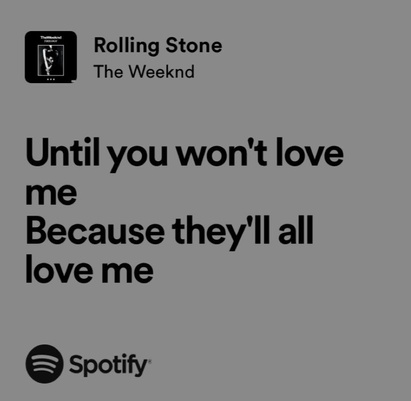 Rolling Stone
The Weeknd
Until you won't love
me
Because they'll all
love me
Spotify